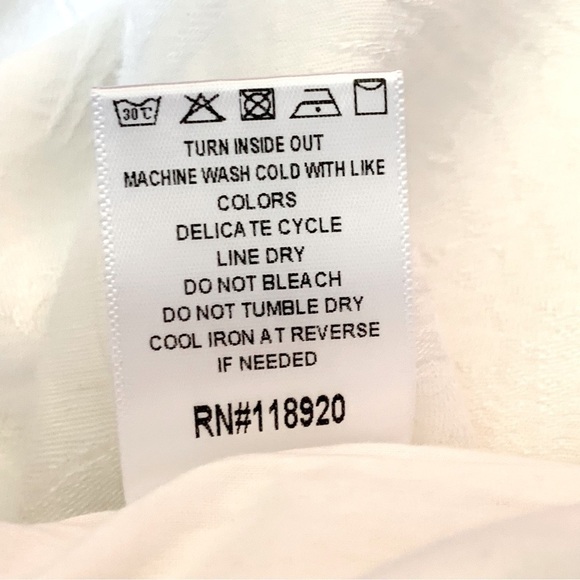 30°C
TURN INSIDE OUT
MACHINE WASH COLD WITH LIKE
COLORS
DELICATE CYCLE
LINE DRY
DO NOT BLEACH
DO NOT TUMBLE DRY
COOL IRON AT REVERSE
IF NEEDED
RN#118920